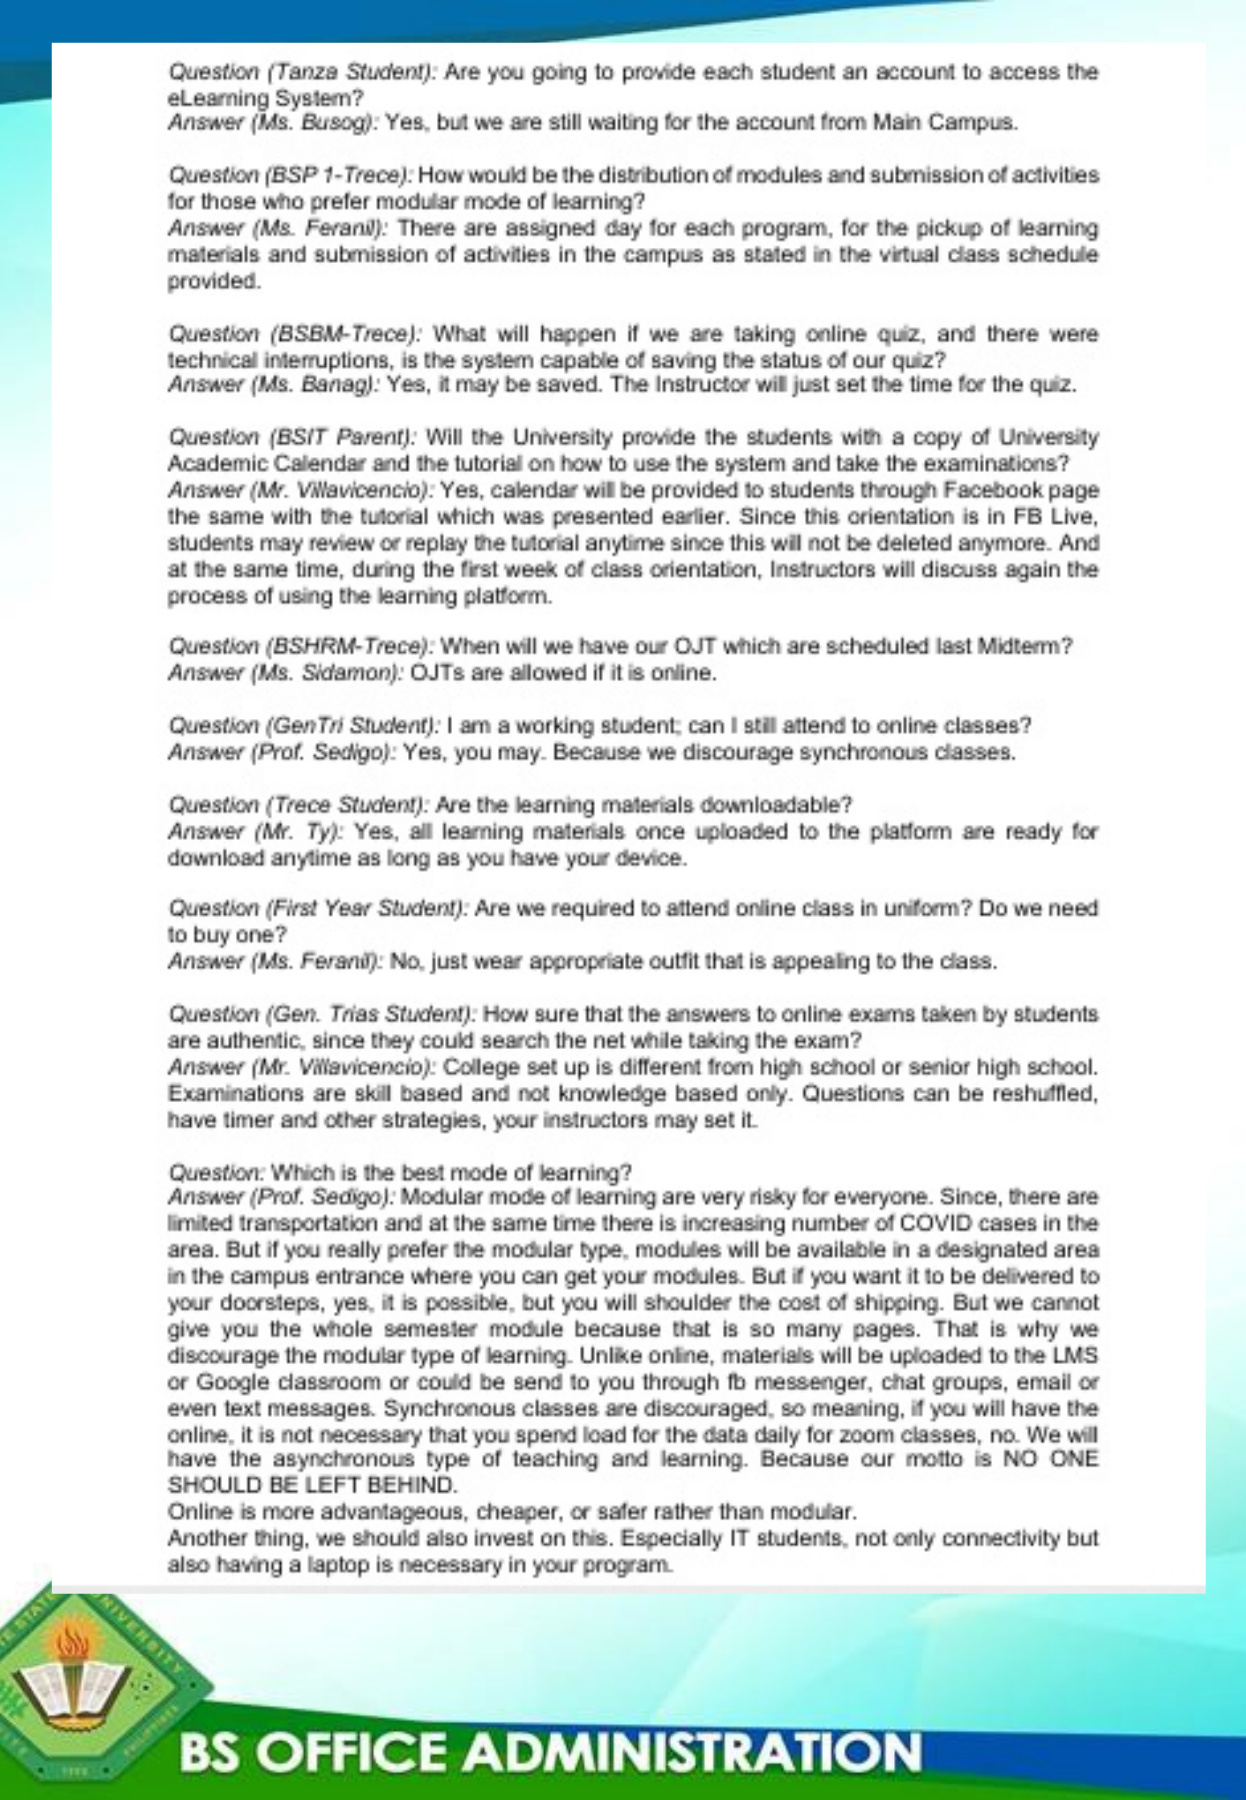 Question (Tanza Student): Are you going to provide each student an account to access the
eLearning System?
Answer (Ms. Busog): Yes, but we are still waiting for the account from Main Campus.
Question (BSP 1-Trece): How would be the distribution of modules and submission of activities
for those who prefer modular mode of learning?
Answer (Ms. Feranil): There are assigned day for each program, for the pickup of learning
materials and submission of activities in the campus as stated in the virtual class schedule
provided.
Question (BSBM-Trece): What will happen if we are taking online quiz, and there were
technical interruptions, is the system capable of saving the status of our quiz?
Answer (Ms. Banag): Yes, it may be saved. The Instructor will just set the time for the quiz.
Question (BSIT Parent): Will the University provide the students with a copy of University
Academic Calendar and the tutorial on how to use the system and take the examinations?
Answer (Mr. Villavicencio): Yes, calendar will be provided to students through Facebook page
the same with the tutorial which was presented earlier. Since this orientation is in FB Live,
students may review or replay the tutorial anytime since this will not be deleted anymore. And
at the same time, during the first week of class orientation, Instructors will discuss again the
process of using the learning platform.
Question (BSHRM-Trece): When will we have our OJT which are scheduled last Midterm?
Answer (Ms. Sidamon): OJTs are allowed if it is online.
Question (GenTri Student): I am a working student; can I still attend to online classes?
Answer (Prof. Sedigo): Yes, you may. Because we discourage synchronous classes.
Question (Trece Student): Are the learning materials downloadable?
Answer (Mr. Ty): Yes, all learning materials once uploaded to the platform are ready for
download anytime as long as you have your device.
Question (First Year Student): Are we required to attend online class in uniform? Do we need
to buy one?
Answer (Ms. Feranil): No, just wear appropriate outfit that is appealing to the class.
Question (Gen. Trias Student): How sure that the answers to online exams taken by students
are authentic, since they could search the net while taking the exam?
Answer (Mr. Villavicencio): College set up is different from high school or senior high school.
Examinations are skill based and not knowledge based only. Questions can be reshuffled,
have timer and other strategies, your instructors may set it.
Question: Which is the best mode of learning?
Answer (Prof. Sedigo): Modular mode of learning are very risky for everyone. Since, there are
limited transportation and at the same time there is increasing number of COVID cases in the
area. But if you really prefer the modular type, modules will be available in a designated area
in the campus entrance where you can get your modules. But if you want it to be delivered to
your doorsteps, yes, it is possible, but you will shoulder the cost of shipping. But we cannot
give you the whole semester module because that is so many pages. That is why we
discourage the modular type of learning. Unlike online, materials will be uploaded to the LMS
or Google classroom or could be send to you through fb messenger, chat groups, email or
even text messages. Synchronous classes are discouraged, so meaning, if you will have the
online, it is not necessary that you spend load for the data daily for zoom classes, no. We will
have the asynchronous type of teaching and learning. Because our motto is NO ONE
SHOULD BE LEFT BEHIND.
Online is more advantageous, cheaper, or safer rather than modular.
Another thing, we should also invest on this. Especially IT students, not only connectivity but
also having a laptop is necessary in your program.
UNIVERSITY
PHILIPPINES
BS OFFICE ADMINISTRATION